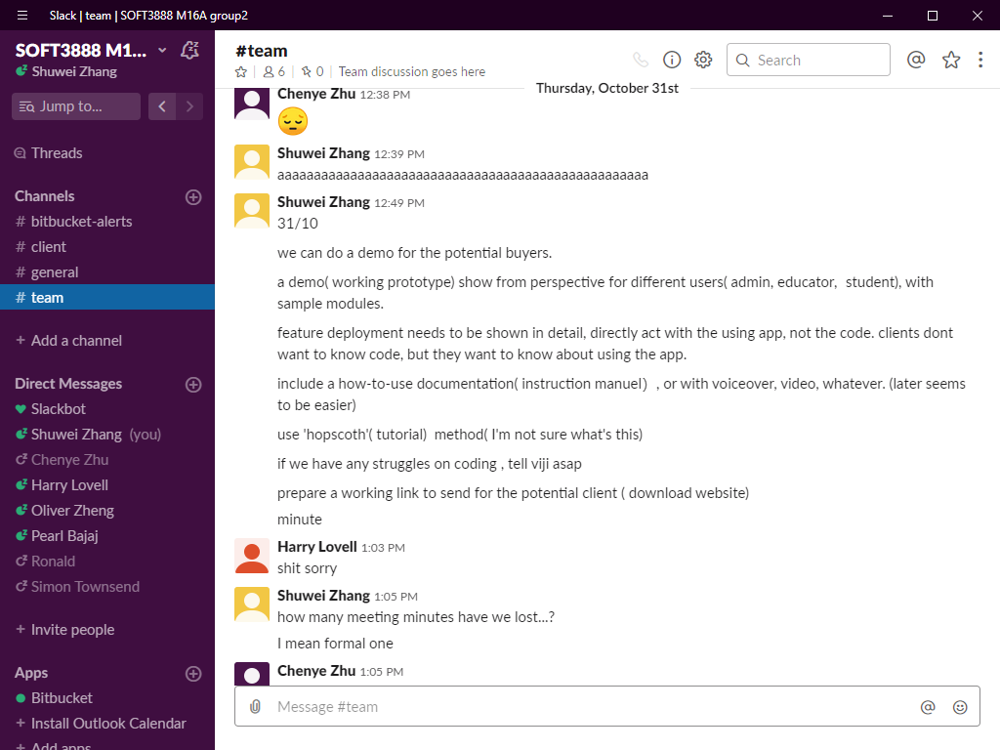 Slack | team | SOFT3888 M16A group2
SOFT3888 M1...
Shuwei Zhang
Jump to...
Threads
Channels
# bitbucket-alerts
# client
# general
# team
+ Add a channel
Direct Messages
Slackbot
Shuwei Zhang (you)
Chenye Zhu
Harry Lovell
Oliver Zheng
Pearl Bajaj
Ronald
Simon Townsend
+ Invite people
Apps
Bitbucket
+ Install Outlook Calendar
+ Add apps
#team
6 | 0 | Team discussion goes here
Search
Thursday, October 31st
Chenye Zhu 12:38 PM
Shuwei Zhang 12:39 PM
aaaaaaaaaaaaaaaaaaaaaaaaaaaaaaaaaaaaaaaaaaaaaaaaaaa
Shuwei Zhang 12:49 PM
31/10
we can do a demo for the potential buyers.
a demo( working prototype) show from perspective for different users( admin, educator,  student), with
sample modules.
feature deployment needs to be shown in detail, directly act with the using app, not the code. clients dont
want to know code, but they want to know about using the app.
include a how-to-use documentation( instruction manuel）, or with voiceover, video, whatever. (later seems
to be easier)
use 'hopscoth'( tutorial)  method( I'm not sure what's this)
if we have any struggles on coding , tell viji asap
prepare a working link to send for the potential client ( download website)
minute
Harry Lovell 1:03 PM
shit sorry
Shuwei Zhang 1:05 PM
how many meeting minutes have we lost...?
I mean formal one
Chenye Zhu 1:05 PM
Message #team